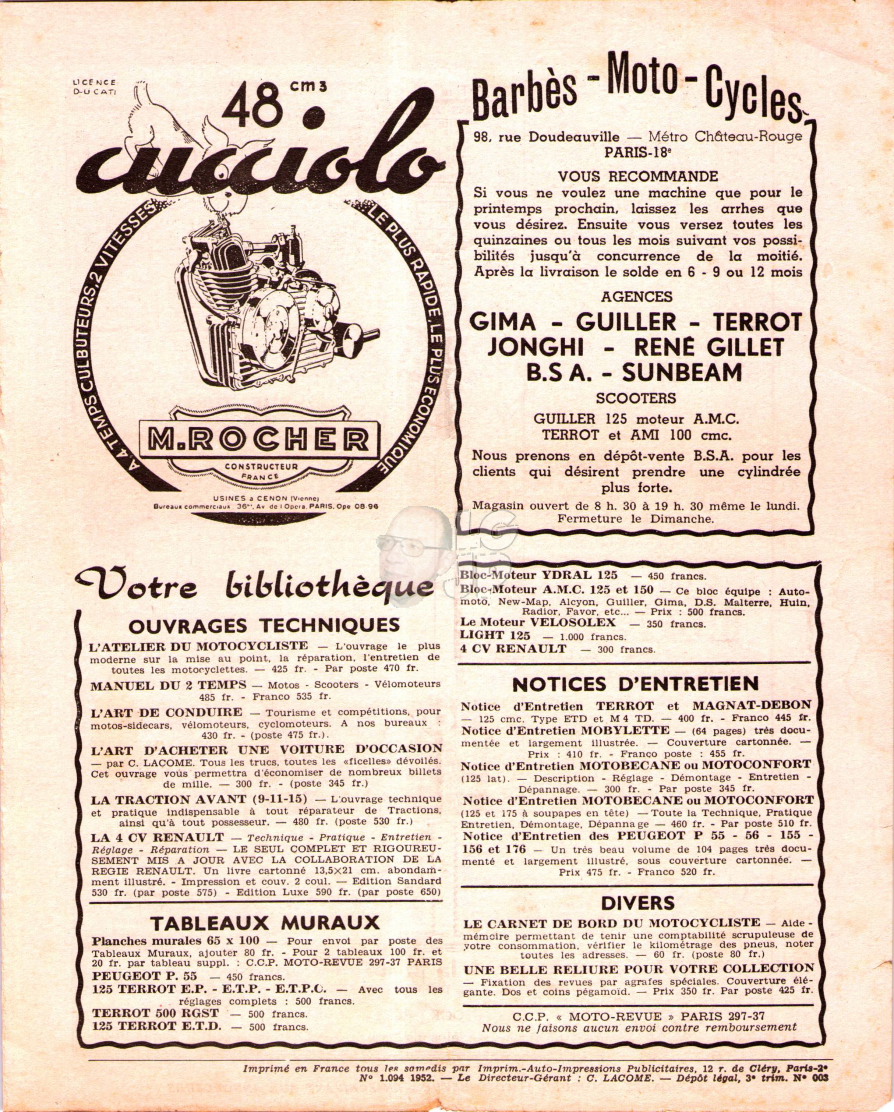 LICENCE
DUCATI
48 cm3
cucciolo
A 4 TEMPS CULBUTEURS, 2 VITESSES
LE PLUS RAPIDE, LE PLUS ECONOMIQUE
M.ROCHER
CONSTRUCTEUR
FRANCE
USINES à CENON (Vienne)
Bureaux commerciaux 36bis, Av de l'Opera. PARIS. Ope 08-96
Barbès - Moto - Cycles
98, rue Doudeauville — Métro Château-Rouge
PARIS-18e
VOUS RECOMMANDE
Si vous ne voulez une machine que pour le
printemps prochain, laissez les arrhes que
vous désirez. Ensuite vous versez toutes les
quinzaines ou tous les mois suivant vos possi-
bilités jusqu'à concurrence de la moitié.
Après la livraison le solde en 6 - 9 ou 12 mois
AGENCES
GIMA - GUILLER - TERROT
JONGHI - RENÉ GILLET
B.S A. - SUNBEAM
SCOOTERS
GUILLER 125 moteur A.M.C.
TERROT et AMI 100 cmc.
Nous prenons en dépôt-vente B.S.A. pour les
clients qui désirent prendre une cylindrée
plus forte.
Magasin ouvert de 8 h. 30 à 19 h. 30 même le lundi.
Fermeture le Dimanche.
Votre bibliothèque
OUVRAGES TECHNIQUES
L'ATELIER DU MOTOCYCLISTE — L'ouvrage le plus
moderne sur la mise au point, la réparation, l'entretien de
toutes les motocyclettes. — 425 fr. - Par poste 470 fr.
MANUEL DU 2 TEMPS — Motos - Scooters - Vélomoteurs
485 fr. - Franco 535 fr.
L'ART DE CONDUIRE — Tourisme et compétitions, pour
motos-sidecars, vélomoteurs, cyclomoteurs. A nos bureaux :
430 fr. - (poste 475 fr.).
L'ART D'ACHETER UNE VOITURE D'OCCASION
— par C. LACOME. Tous les trucs, toutes les «ficelles» dévoilés.
Cet ouvrage vous permettra d'économiser de nombreux billets
de mille. — 300 fr. - (poste 345 fr.)
LA TRACTION AVANT (9-11-15) — L'ouvrage technique
et pratique indispensable à tout réparateur de Tractions,
ainsi qu'à tout possesseur. — 480 fr. (poste 530 fr.)
LA 4 CV RENAULT — Technique - Pratique - Entretien -
Réglage - Réparation — LE SEUL COMPLET ET RIGOUREU-
SEMENT MIS A JOUR AVEC LA COLLABORATION DE LA
REGIE RENAULT. Un livre cartonné 13,5x21 cm. abondam-
ment illustré. - Impression et couv. 2 coul. — Edition Sandard
530 fr. (par poste 575) - Edition Luxe 590 fr. (par poste 650)
TABLEAUX MURAUX
Planches murales 65 x 100 — Pour envoi par poste des
Tableaux Muraux, ajouter 80 fr. - Pour 2 tableaux 100 fr. et
20 fr. par tableau suppl. : C.C.P. MOTO-REVUE 297-37 PARIS
PEUGEOT P. 55 — 450 francs.
125 TERROT E.P. - E.T.P. - E.T.P.C. — Avec tous les
réglages complets : 500 francs.
TERROT 500 RGST — 500 francs.
125 TERROT E.T.D. — 500 francs.
Bloc-Moteur YDRAL 125 — 450 francs.
Bloc-Moteur A.M.C. 125 et 150 — Ce bloc équipe : Auto-
moto, New-Map, Alcyon, Guiller, Gima, D.S. Malterre, Huin,
Radior, Favor, etc... — Prix : 500 francs.
Le Moteur VELOSOLEX — 350 francs.
LIGHT 125 — 1.000 francs.
4 CV RENAULT — 300 francs.
NOTICES D'ENTRETIEN
Notice d'Entretien TERROT et MAGNAT-DEBON
— 125 cmc. Type ETD et M 4 TD. — 400 fr. - Franco 445 fr.
Notice d'Entretien MOBYLETTE — (64 pages) très docu-
mentée et largement illustrée. — Couverture cartonnée. —
Prix : 410 fr. - Franco poste : 455 fr.
Notice d'Entretien MOTOBECANE ou MOTOCONFORT
(125 lat). — Description - Réglage - Démontage - Entretien -
Dépannage. — 300 fr. - Par poste 345 fr.
Notice d'Entretien MOTOBECANE ou MOTOCONFORT
(125 et 175 à soupapes en tête) — Toute la Technique, Pratique
Entretien, Démontage, Dépannage — 460 fr. - Par poste 510 fr.
Notice d'Entretien des PEUGEOT P 55 - 56 - 155 -
156 et 176 — Un très beau volume de 104 pages très docu-
menté et largement illustré, sous couverture cartonnée. —
Prix 475 fr. - Franco 520 fr.
DIVERS
LE CARNET DE BORD DU MOTOCYCLISTE — Aide-
mémoire permettant de tenir une comptabilité scrupuleuse de
votre consommation, vérifier le kilométrage des pneus, noter
toutes les adresses. — 60 fr. (poste 80 fr.)
UNE BELLE RELIURE POUR VOTRE COLLECTION
— Fixation des revues par agrafes spéciales. Couverture élé-
gante. Dos et coins pégamoïd. — Prix 350 fr. Par poste 425 fr.
C.C.P. « MOTO-REVUE » PARIS 297-37
Nous ne faisons aucun envoi contre remboursement
Imprimé en France tous les samedis par Imprim.-Auto-Impressions Publicitaires, 12 r. de Cléry, Paris-2e
No 1.094 1952. — Le Directeur-Gérant : C. LACOME. — Dépôt légal, 3e trim. No 003